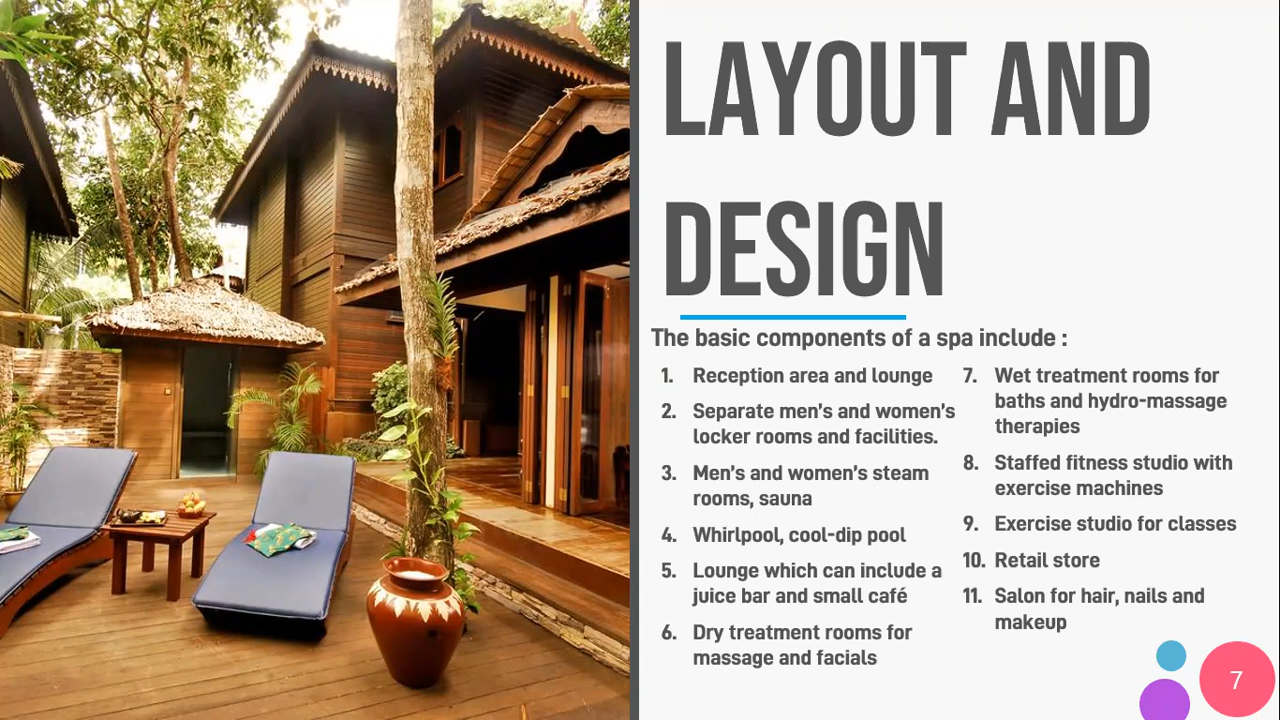 LAYOUT AND
DESIGN
The basic components of a spa include :
1. Reception area and lounge
2. Separate men's and women's
locker rooms and facilities.
3. Men's and women's steam
rooms, sauna
4. Whirlpool, cool-dip pool
5. Lounge which can include a
juice bar and small café
6. Dry treatment rooms for
massage and facials
7. Wet treatment rooms for
baths and hydro-massage
therapies
8. Staffed fitness studio with
exercise machines
9. Exercise studio for classes
10. Retail store
11. Salon for hair, nails and
makeup
7